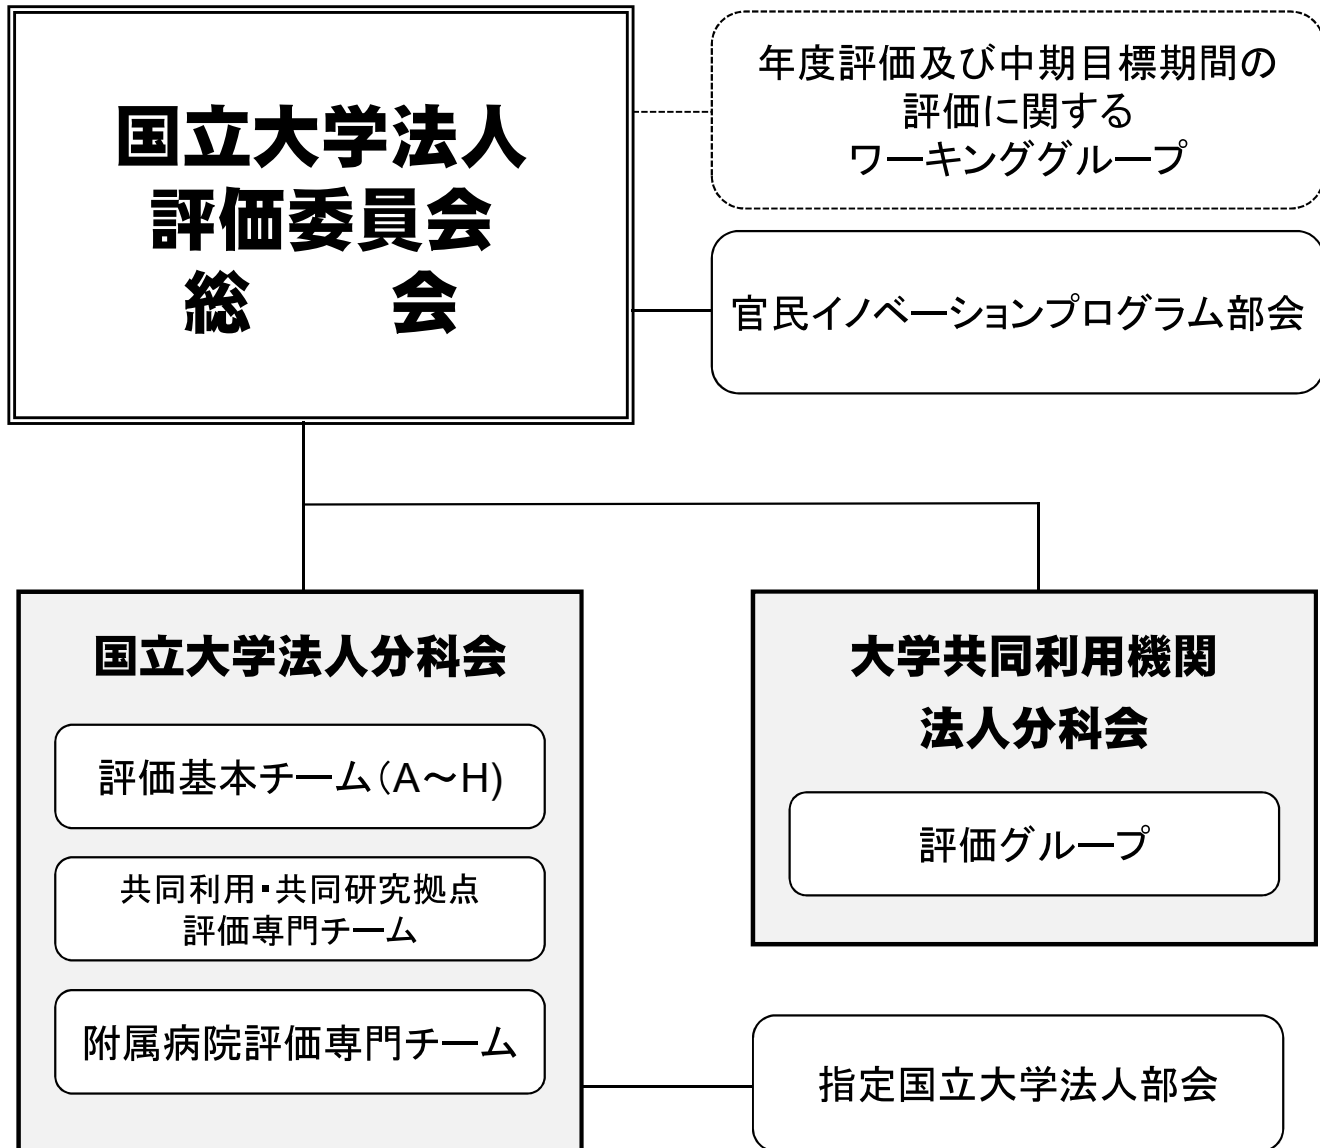 国立大学法人
評価委員会
総　　会
年度評価及び中期目標期間の
評価に関する
ワーキンググループ
官民イノベーションプログラム部会
国立大学法人分科会
評価基本チーム(A～H)
共同利用・共同研究拠点
評価専門チーム
附属病院評価専門チーム
大学共同利用機関
法人分科会
評価グループ
指定国立大学法人部会